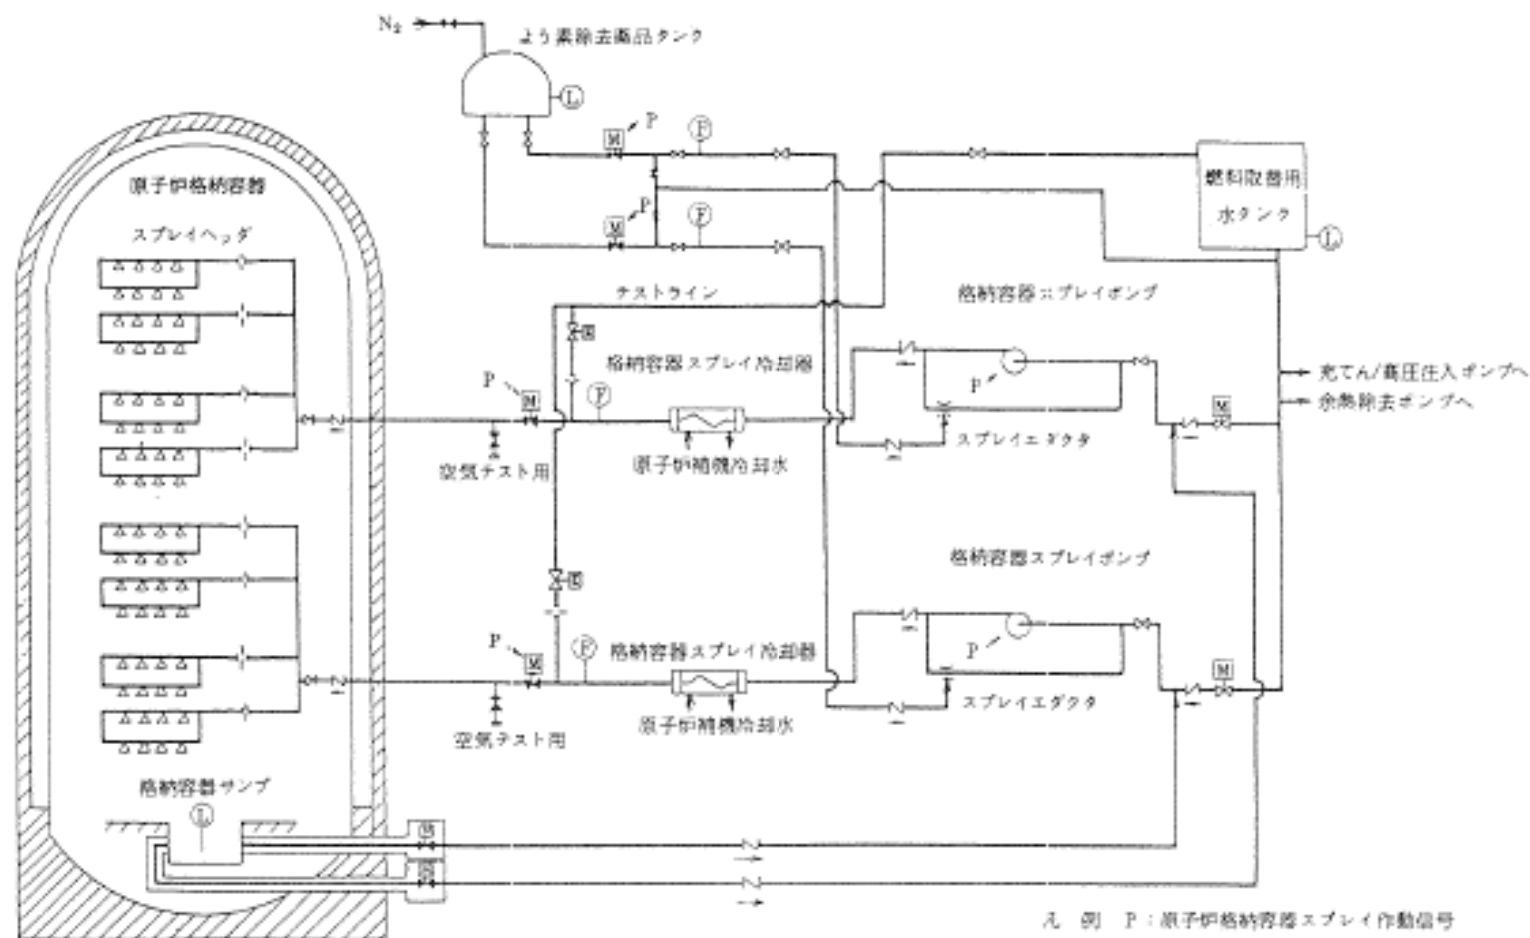 N₂
よう素除去薬品タンク
L
P
M
F
P
M
F
燃料取替用
水タンク
L
原子炉格納容器
スプレイヘッダ
テストライン
格納容器スプレイポンプ
格納容器スプレイ冷却器
P
M
F
P
充てん/高圧注入ポンプへ
余熱除去ポンプへ
M
スプレイエダクタ
空気テスト用
原子炉補機冷却水
格納容器スプレイポンプ
P
M
F
格納容器スプレイ冷却器
P
M
スプレイエダクタ
空気テスト用
原子炉補機冷却水
格納容器サンプ
L
M
凡 例 P:原子炉格納容器スプレイ作動信号